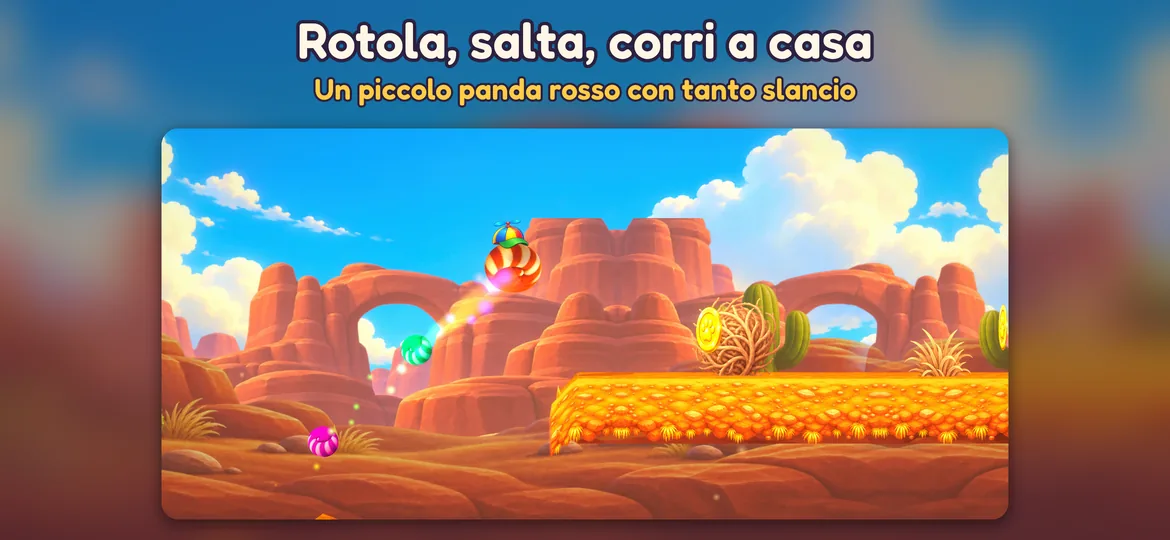 Rotola, salta, corri a casa
Un piccolo panda rosso con tanto slancio